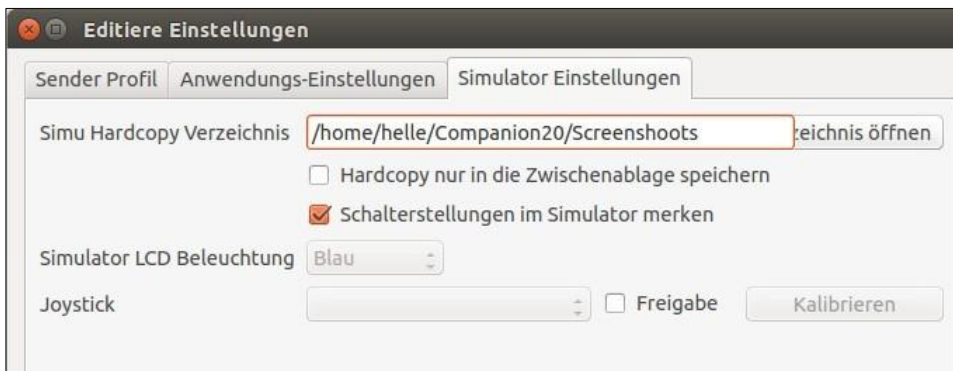 Editiere Einstellungen
Sender Profil Anwendungs-Einstellungen Simulator Einstellungen
Simu Hardcopy Verzeichnis /home/helle/Companion20/Screenshoots zeichnis öffnen
Hardcopy nur in die Zwischenablage speichern
Schalterstellungen im Simulator merken
Simulator LCD Beleuchtung Blau
Joystick Freigabe Kalibrieren